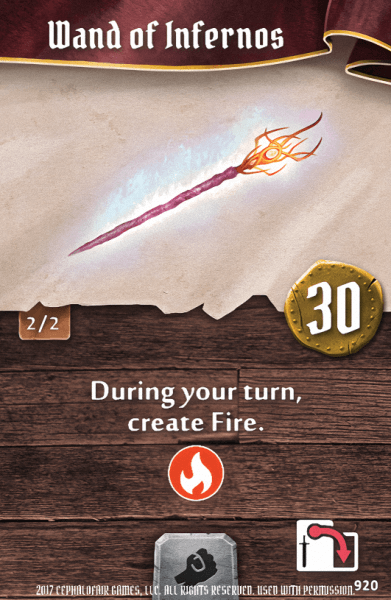 Wand of Infernos
2/2
30
During your turn,
create Fire.
920
2017 CEPHALOFAIR GAMES, LLC. ALL RIGHTS RESERVED. USED WITH PERMISSION.